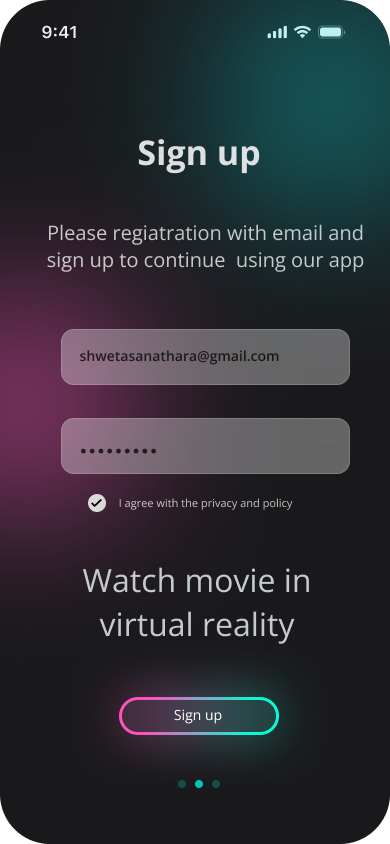 9:41
Sign up
Please regiatration with email and
sign up to continue  using our app
shwetasanathara@gmail.com
•••••••••
I agree with the privacy and policy
Watch movie in
virtual reality
Sign up